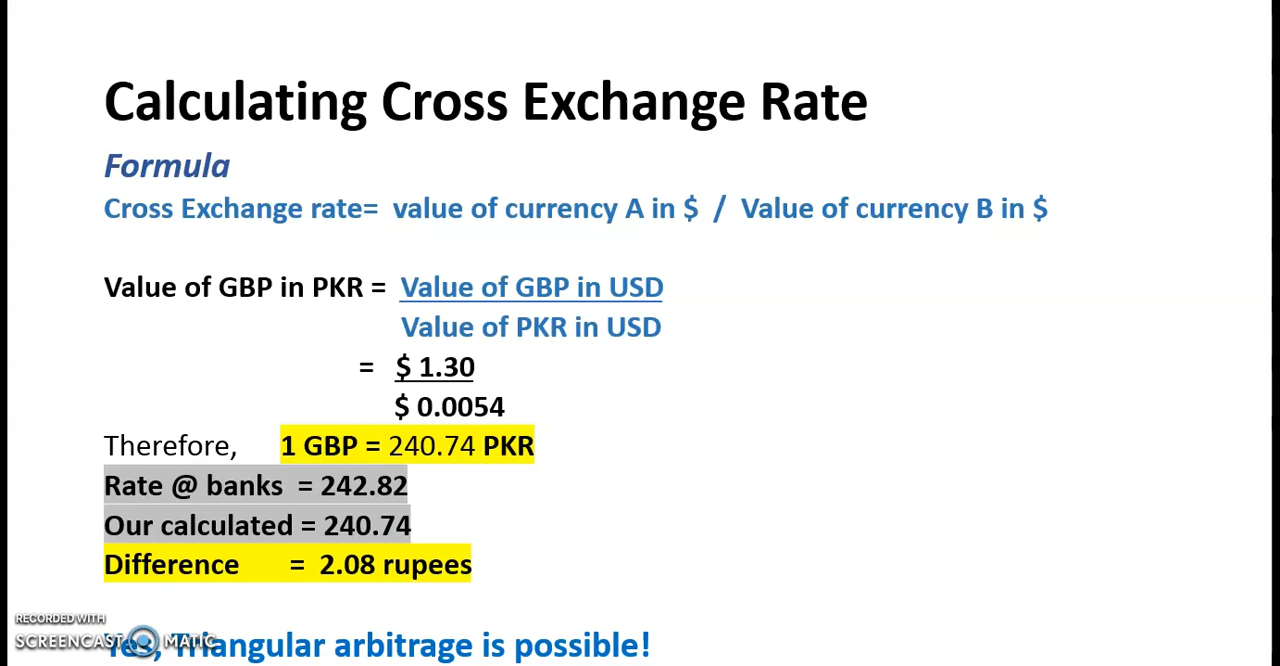 Calculating Cross Exchange Rate
Formula
Cross Exchange rate= value of currency A in $ / Value of currency B in $
Value of GBP in PKR = Value of GBP in USD
Value of PKR in USD
= $ 1.30
$ 0.0054
Therefore, 1 GBP = 240.74 PKR
Rate @ banks = 242.82
Our calculated = 240.74
Difference = 2.08 rupees
RECORDED WITH
SCREENCAST MATIC
Yes, Triangular arbitrage is possible!